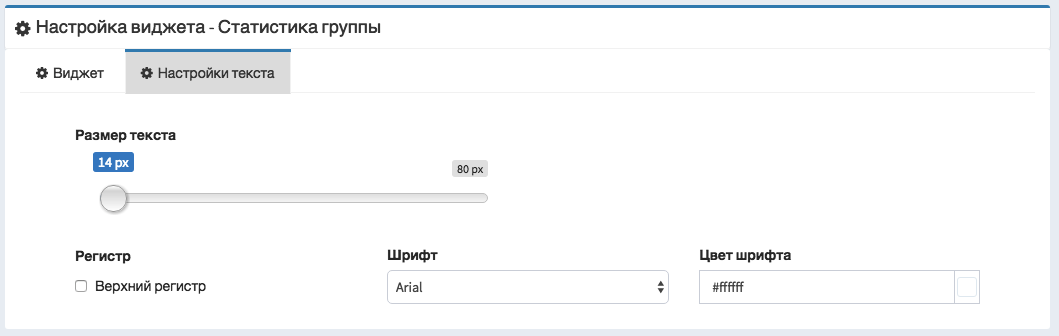 Настройка виджета - Статистика группы
Виджет
Настройки текста
Размер текста
14 px
80 px
Регистр
Шрифт
Цвет шрифта
Верхний регистр
Arial
#ffffff